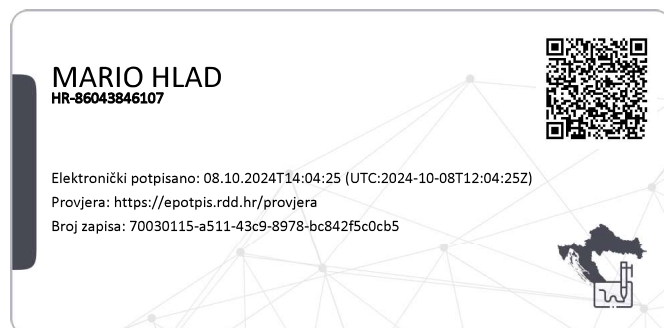 MARIO HLAD
HR-86043846107
Elektronički potpisano: 08.10.2024T14:04:25 (UTC:2024-10-08T12:04:25Z)
Provjera: https://epotpis.rdd.hr/provjera
Broj zapisa: 70030115-a511-43c9-8978-bc842f5c0cb5